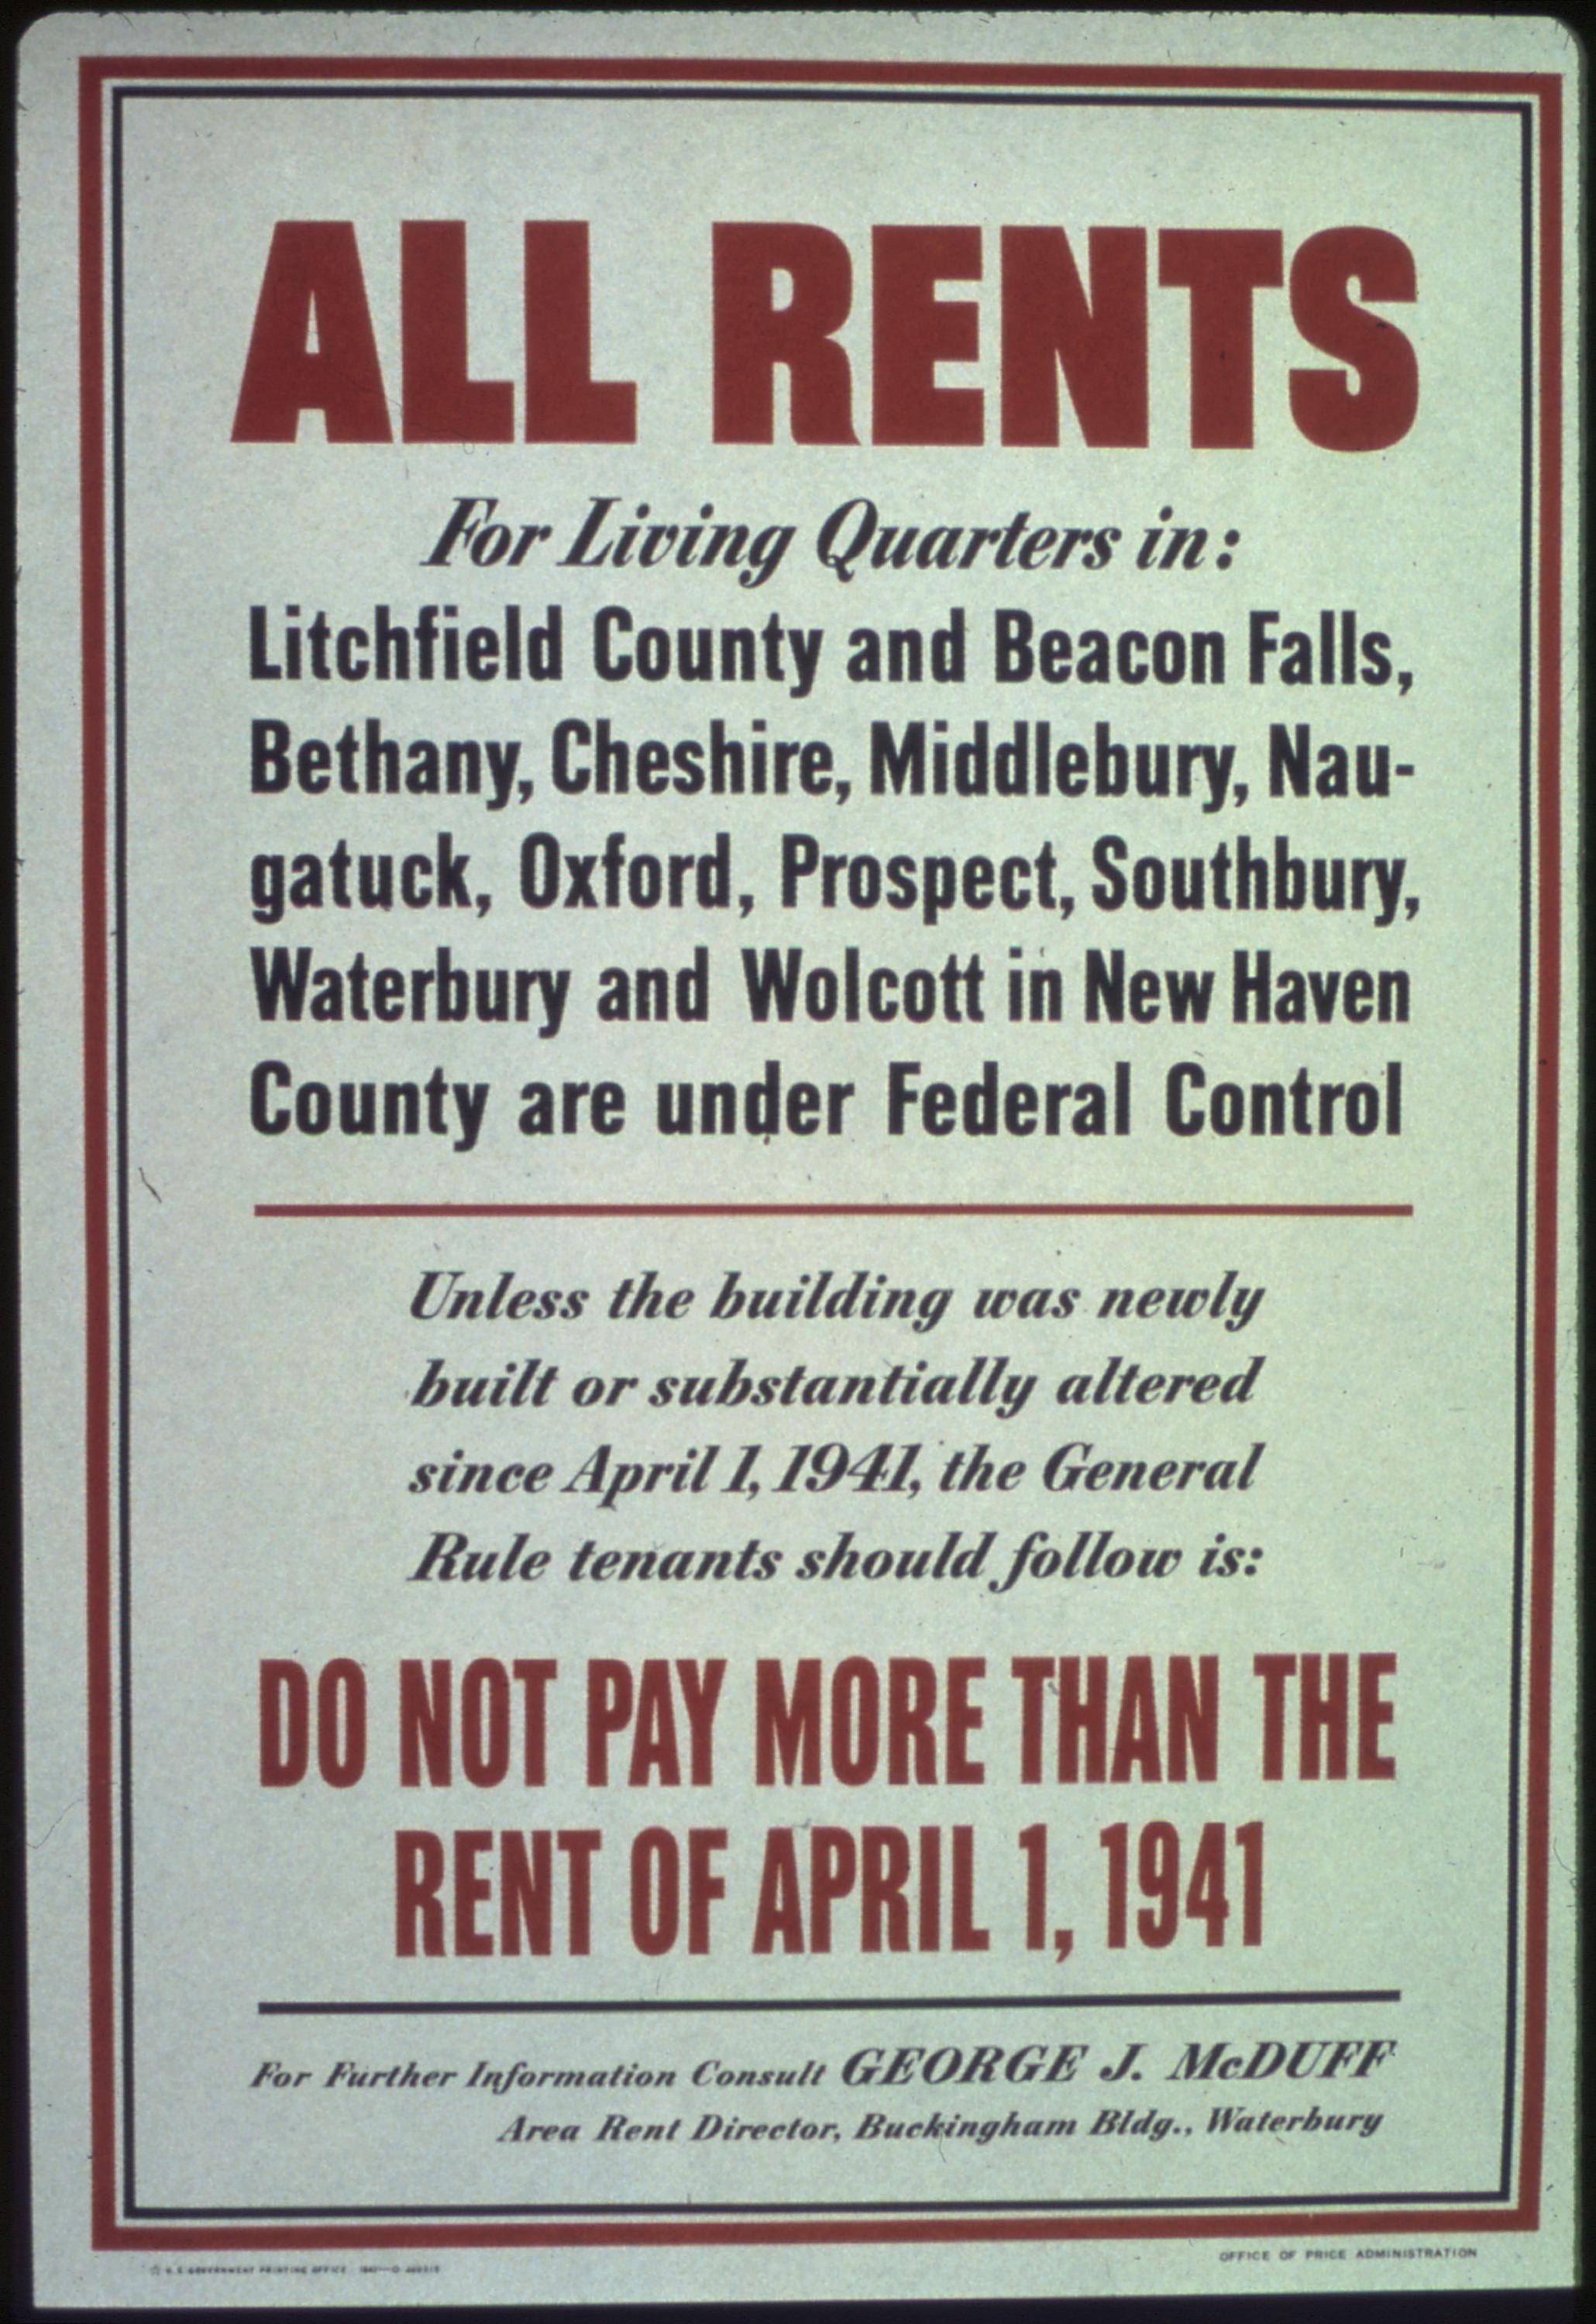 ALL RENTS
For Living Quarters in:
Litchfield County and Beacon Falls,
Bethany, Cheshire, Middlebury, Nau-
gatuck, Oxford, Prospect, Southbury,
Waterbury and Wolcott in New Haven
County are under Federal Control
Unless the building was newly
built or substantially altered
since April 1, 1941, the General
Rule tenants should follow is:
DO NOT PAY MORE THAN THE
RENT OF APRIL 1, 1941
For Further Information Consult GEORGE J. McDUFF
Area Rent Director, Buckingham Bldg., Waterbury
U. S. GOVERNMENT PRINTING OFFICE
OFFICE OF PRICE ADMINISTRATION